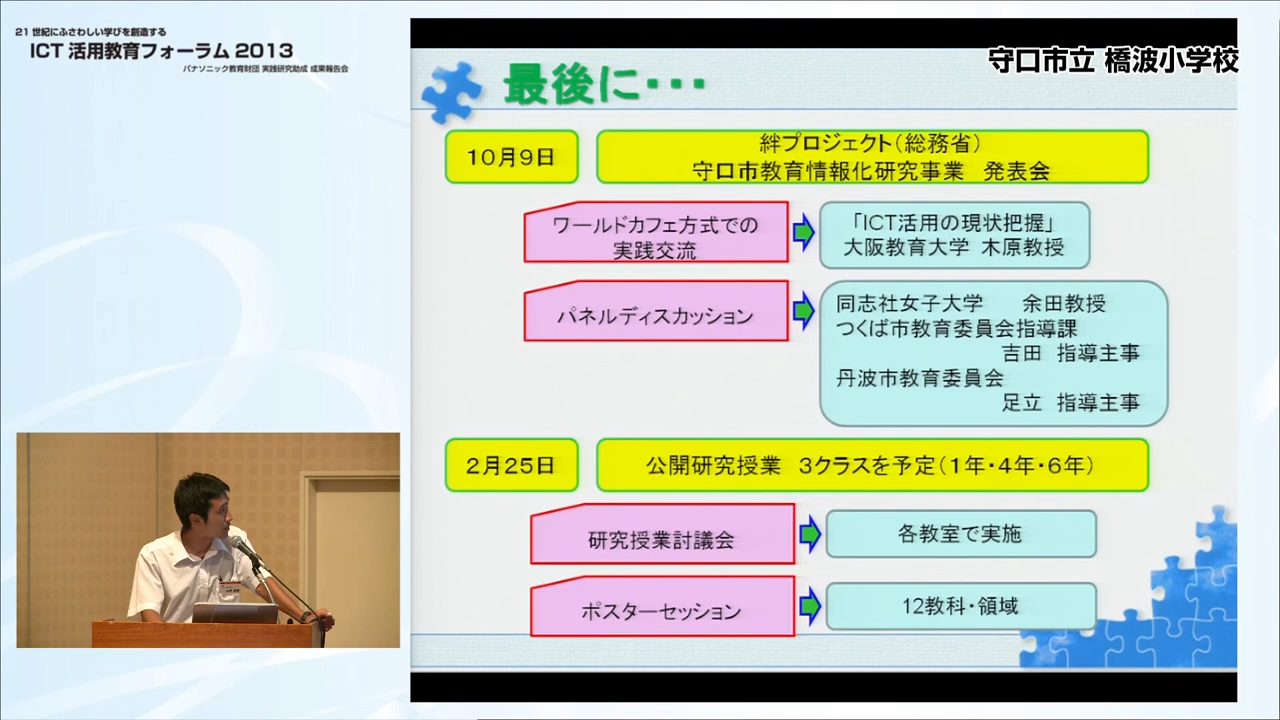 21世紀にふさわしい学びを創造する
ICT 活用教育フォーラム 2013
パナソニック教育財団 実践研究助成 成果報告会
守口市立 橋波小学校
最後に・・・
10月9日
絆プロジェクト（総務省）
守口市教育情報化研究事業　発表会
ワールドカフェ方式での
実践交流
「ICT活用の現状把握」
大阪教育大学 木原教授
パネルディスカッション
同志社女子大学　余田教授
つくば市教育委員会指導課
吉田　指導主事
丹波市教育委員会
足立　指導主事
2月25日
公開研究授業　3クラスを予定（1年・4年・6年）
研究授業討議会
各教室で実施
ポスターセッション
12教科・領域